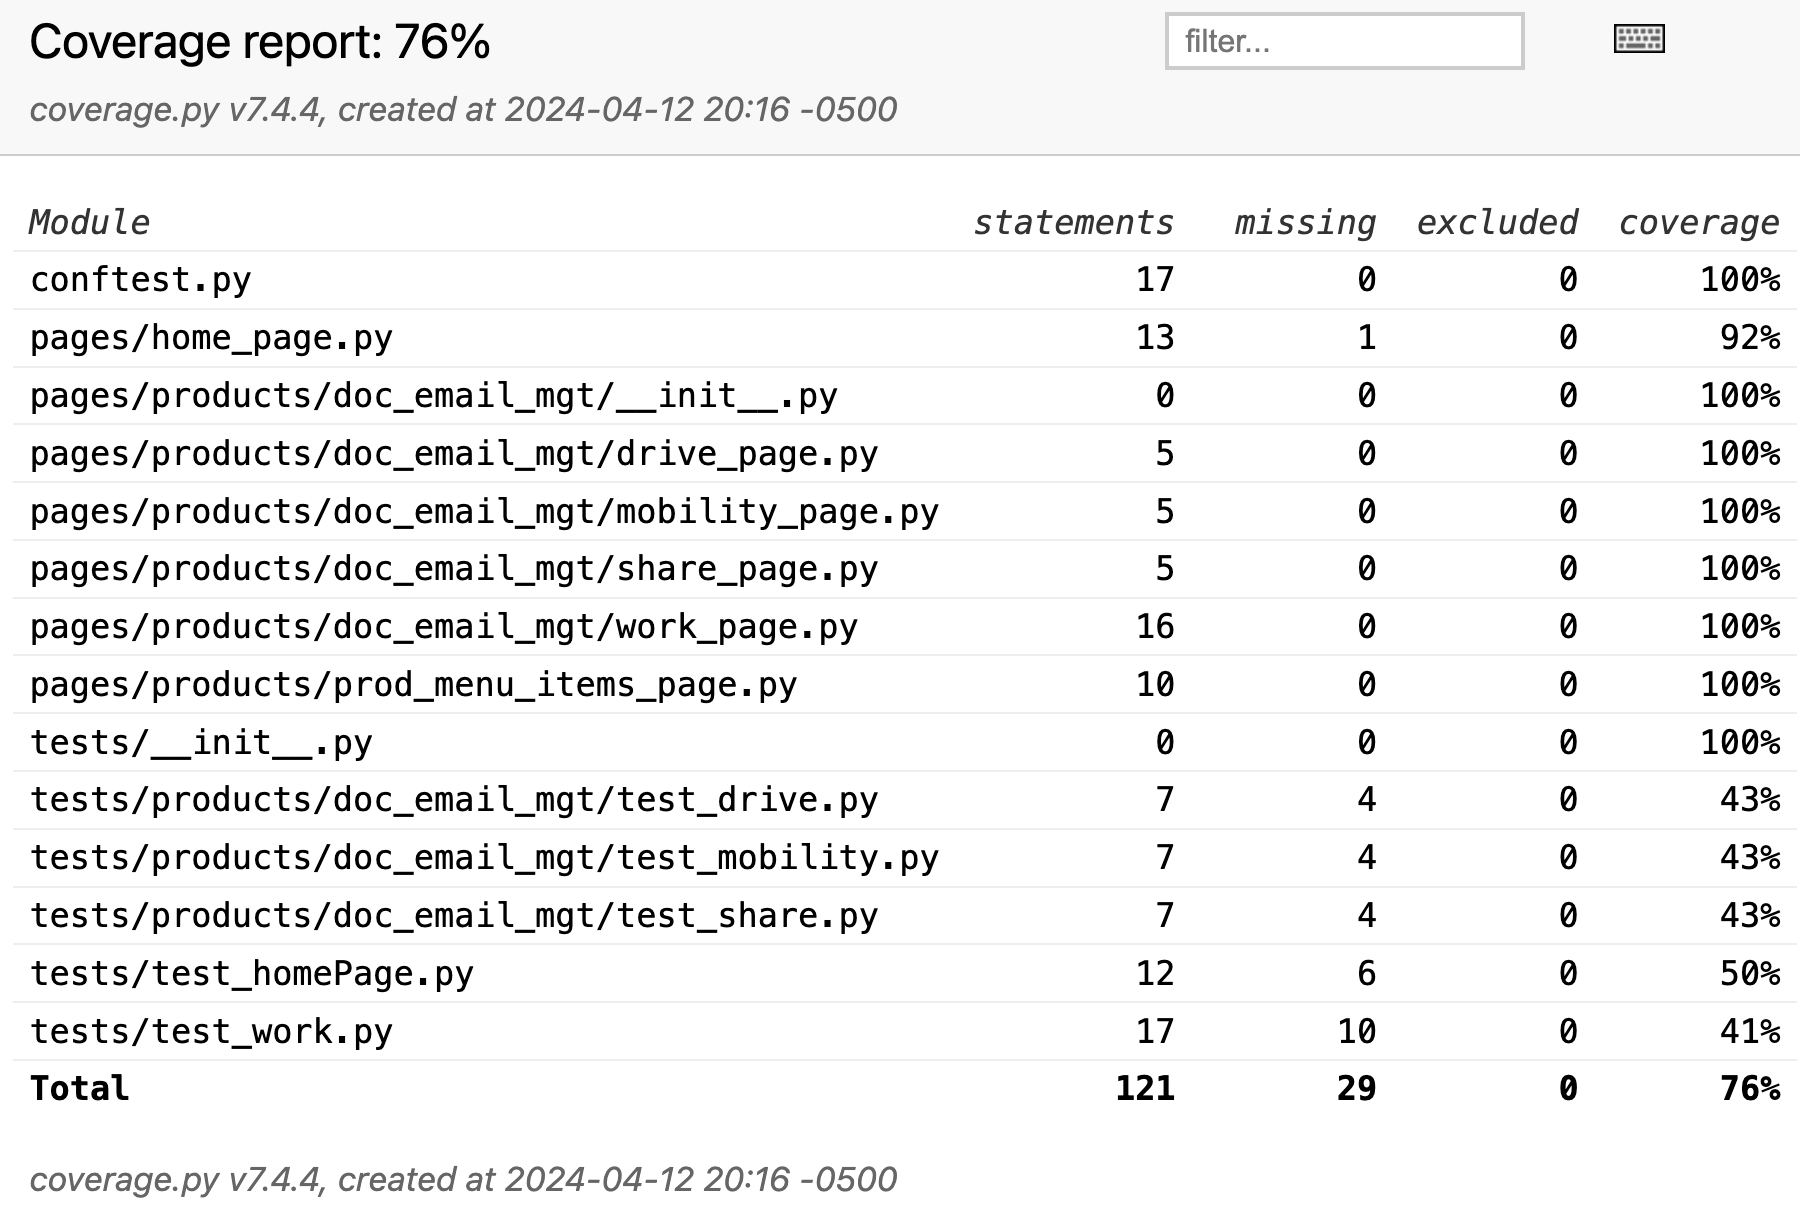 Coverage report: 76%
filter...
coverage.py v7.4.4, created at 2024-04-12 20:16 -0500
Module statements missing excluded coverage
conftest.py 17 0 0 100%
pages/home_page.py 13 1 0 92%
pages/products/doc_email_mgt/__init__.py 0 0 0 100%
pages/products/doc_email_mgt/drive_page.py 5 0 0 100%
pages/products/doc_email_mgt/mobility_page.py 5 0 0 100%
pages/products/doc_email_mgt/share_page.py 5 0 0 100%
pages/products/doc_email_mgt/work_page.py 16 0 0 100%
pages/products/prod_menu_items_page.py 10 0 0 100%
tests/__init__.py 0 0 0 100%
tests/products/doc_email_mgt/test_drive.py 7 4 0 43%
tests/products/doc_email_mgt/test_mobility.py 7 4 0 43%
tests/products/doc_email_mgt/test_share.py 7 4 0 43%
tests/test_homePage.py 12 6 0 50%
tests/test_work.py 17 10 0 41%
Total 121 29 0 76%
coverage.py v7.4.4, created at 2024-04-12 20:16 -0500